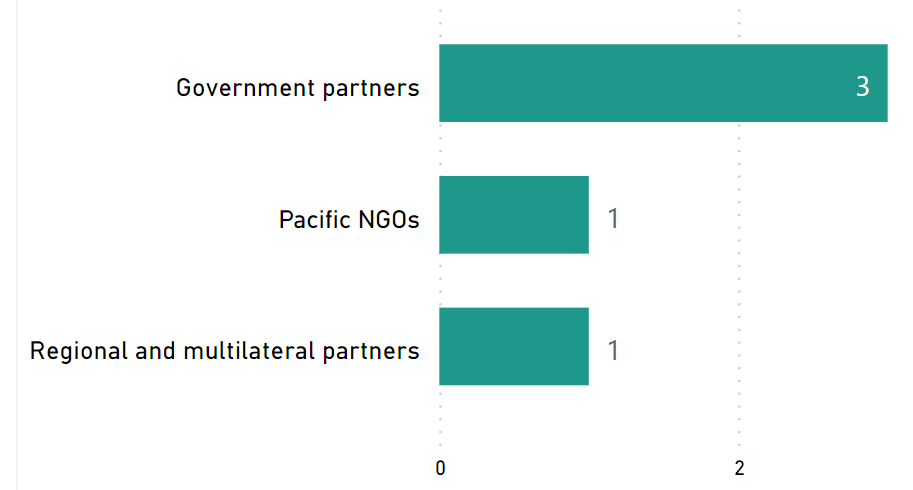 Government partners 3
Pacific NGOs 1
Regional and multilateral partners 1
0 2